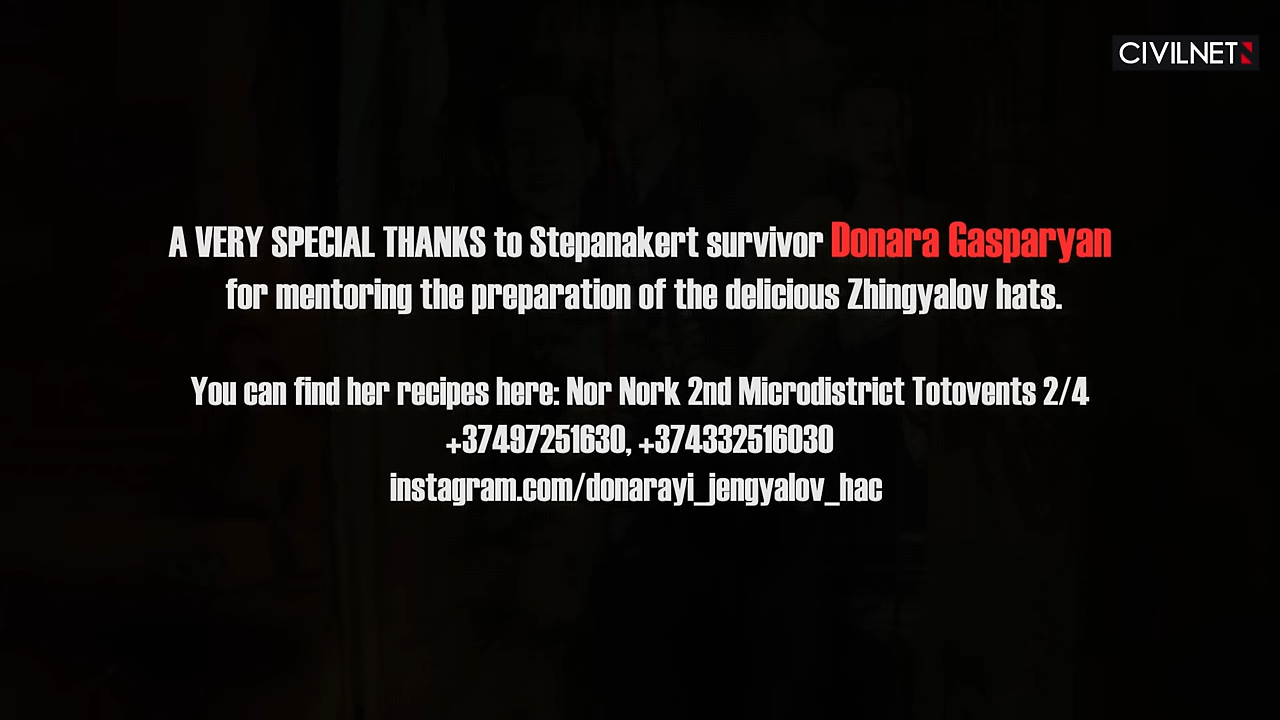 CIVILNET
A VERY SPECIAL THANKS to Stepanakert survivor Donara Gasparyan
for mentoring the preparation of the delicious Zhingyalov hats.
You can find her recipes here: Nor Nork 2nd Microdistrict Totovents 2/4
+37497251630, +374332516030
instagram.com/donarayi_jengyalov_hac